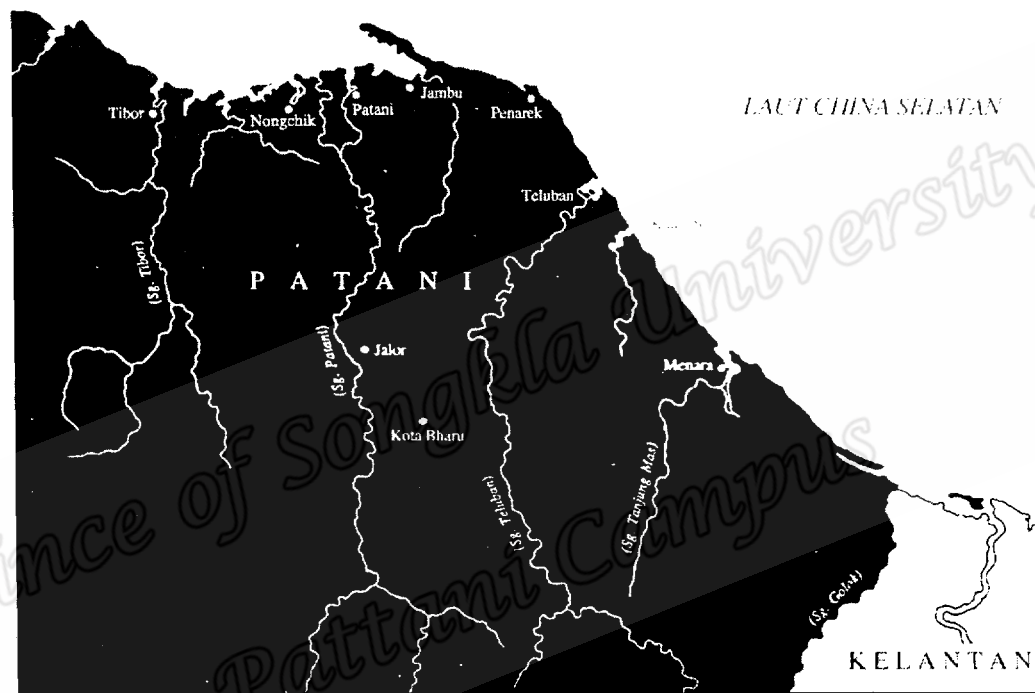 LAUT CHINA SELATAN
Jambu
Tibor
Nongchik
Patani
Penarek
Teluban
(Sg. Tibor)
PATANI
(Sg. Patani)
Jalor
Menara
Kota Bharu
(Sg. Teluban)
(Sg. Tanjung Mas)
(Sg. Golok)
KELANTAN
Prince of Songkla University
Pattani Campus